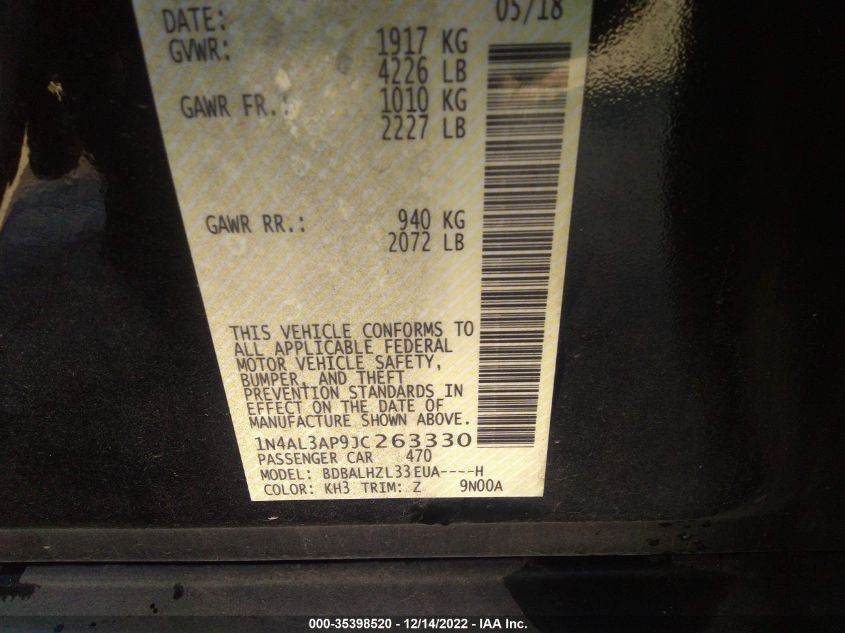 DATE: 05/18
GVWR: 1917 KG
4226 LB
GAWR FR.: 1010 KG
2227 LB
GAWR RR.: 940 KG
2072 LB
THIS VEHICLE CONFORMS TO
ALL APPLICABLE FEDERAL
MOTOR VEHICLE SAFETY,
BUMPER, AND THEFT
PREVENTION STANDARDS IN
EFFECT ON THE DATE OF
MANUFACTURE SHOWN ABOVE.
1N4AL3AP9JC263330
PASSENGER CAR 470
MODEL: BDBALHZL33EUA----H
COLOR: KH3 TRIM: Z 9N00A
000-35398520 - 12/14/2022 - IAA Inc.